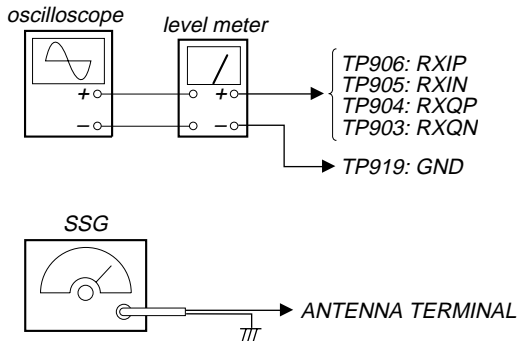 oscilloscope
level meter
+ +
– –
TP906: RXIP
TP905: RXIN
TP904: RXQP
TP903: RXQN
TP919: GND
SSG
ANTENNA TERMINAL